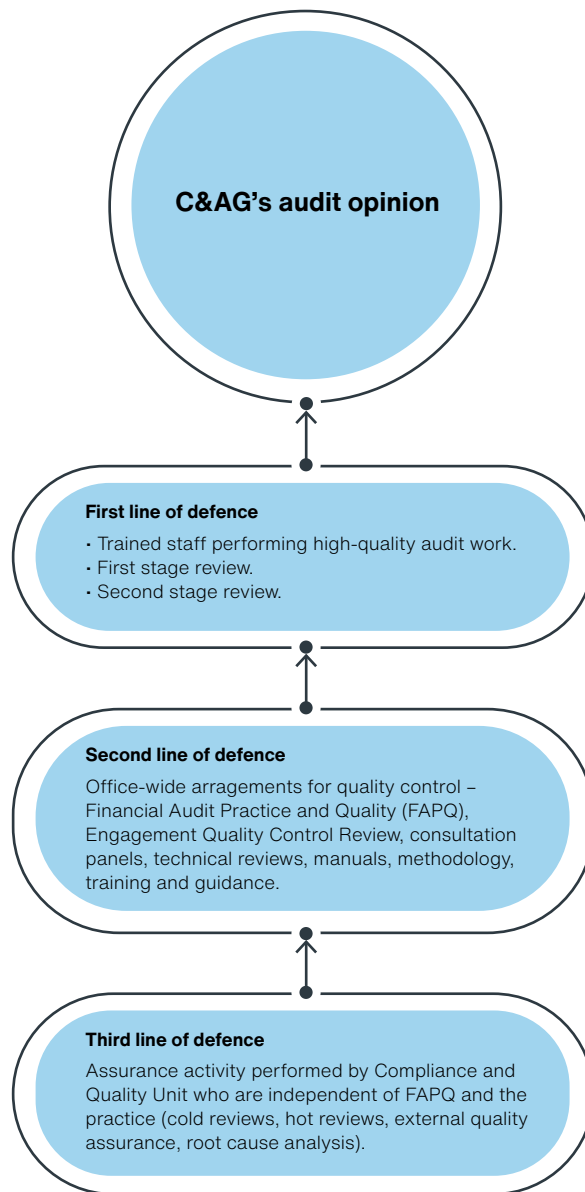 C&AG’s audit opinion
First line of defence
· Trained staff performing high-quality audit work.
· First stage review.
· Second stage review.
Second line of defence
Office-wide arragements for quality control –
Financial Audit Practice and Quality (FAPQ),
Engagement Quality Control Review, consultation
panels, technical reviews, manuals, methodology,
training and guidance.
Third line of defence
Assurance activity performed by Compliance and
Quality Unit who are independent of FAPQ and the
practice (cold reviews, hot reviews, external quality
assurance, root cause analysis).